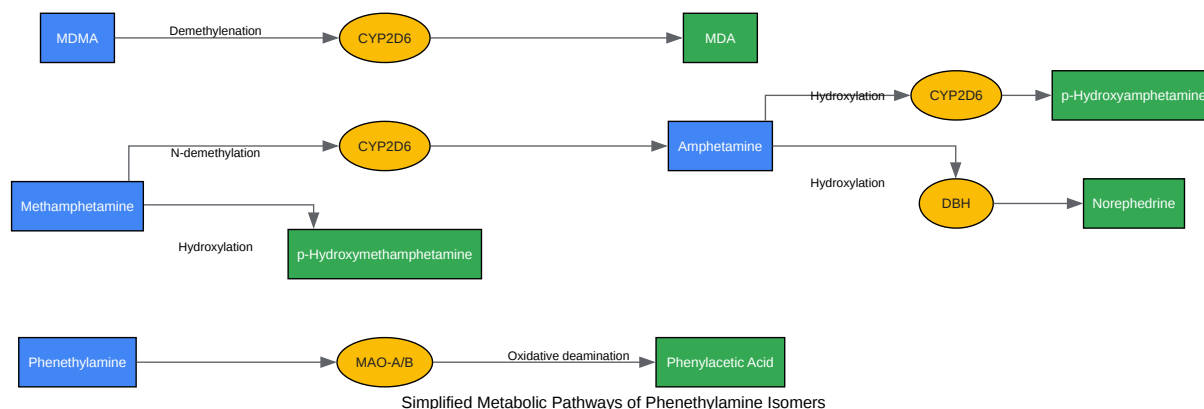 MDMA
Demethylenation
CYP2D6
MDA
Hydroxylation
CYP2D6
p-Hydroxyamphetamine
N-demethylation
CYP2D6
Amphetamine
Methamphetamine
Hydroxylation
DBH
Norephedrine
Hydroxylation
p-Hydroxymethamphetamine
Phenethylamine
MAO-A/B
Oxidative deamination
Phenylacetic Acid
Simplified Metabolic Pathways of Phenethylamine Isomers